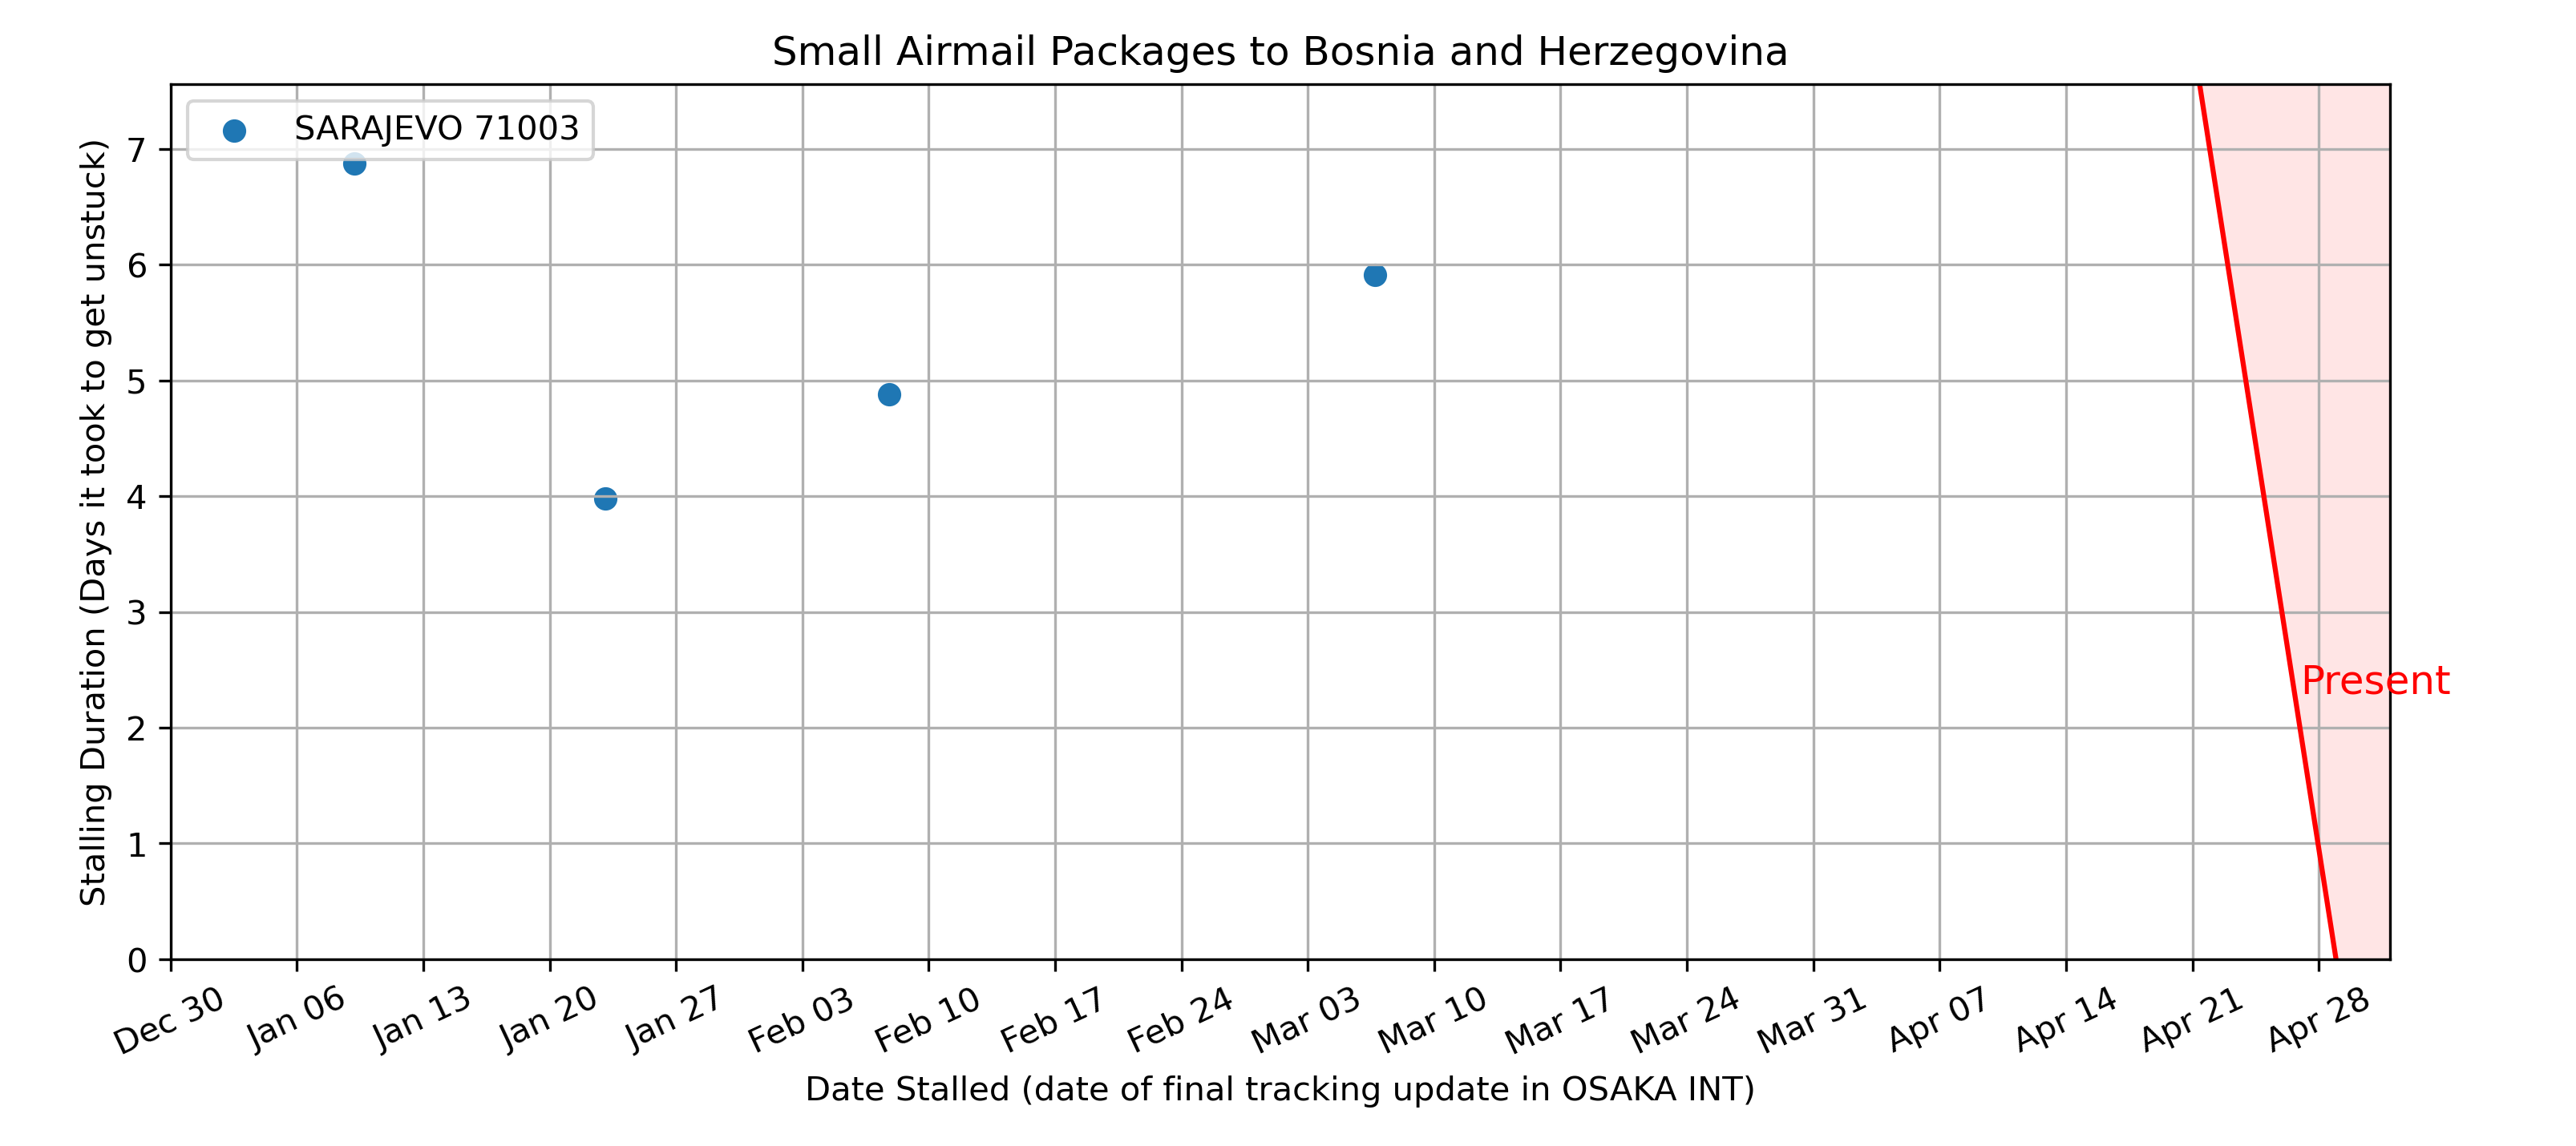 Small Airmail Packages to Bosnia and Herzegovina
SARAJEVO 71003
Stalling Duration (Days it took to get unstuck)
7
6
5
4
3
2
1
0
Present
Dec 30
Jan 06
Jan 13
Jan 20
Jan 27
Feb 03
Feb 10
Feb 17
Feb 24
Mar 03
Mar 10
Mar 17
Mar 24
Mar 31
Apr 07
Apr 14
Apr 21
Apr 28
Date Stalled (date of final tracking update in OSAKA INT)